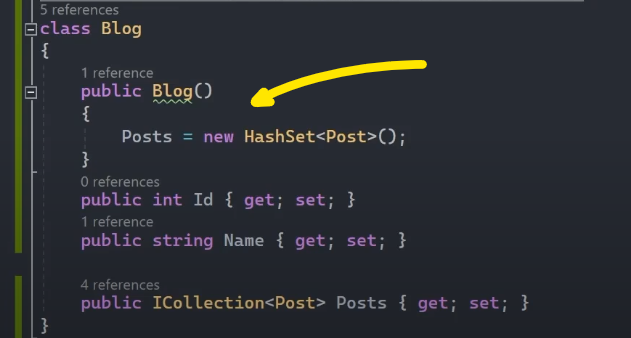 5 references
class Blog
{
1 reference
public Blog()
{
Posts = new HashSet<Post>();
}
0 references
public int Id { get; set; }
1 reference
public string Name { get; set; }
4 references
public ICollection<Post> Posts { get; set; }
}